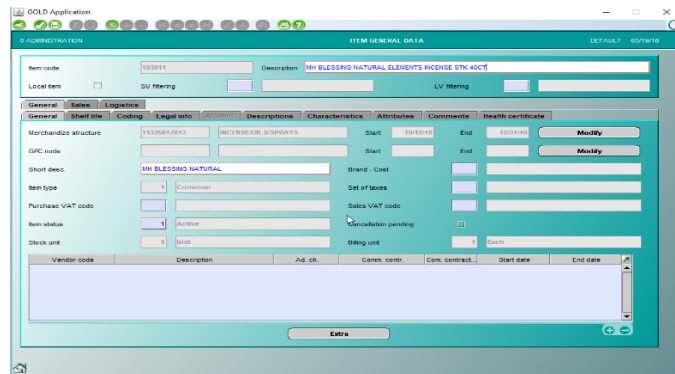 GOLD Application
0 ADMINISTRATION ITEM GENERAL DATA DEFAULT 05/19/18
Item code 183011 Description MH BLESSING NATURAL ELEMENTS INCENSE STK 40CT
Local item SU filtering LV filtering
General Sales Logistics
General Shelf life Coding Legal info Alcohol Descriptions Characteristics Attributes Comments Health certificate
Merchandize structure INCENSE/OILS/SPRAYS Start 10/12/16 End 12/31/49 Modify
GPC node Start End Modify
Short desc. MH BLESSING NATURAL Brand - Cost
Item type 1 Common Set of taxes
Purchase VAT code Sales VAT code
Item status 1 Active Cancellation pending
Stock unit 1 Unit Billing unit 1 Each
Vendor code Description Ad. ch. Comm. contr. Com. contract... Start date End date
Extra